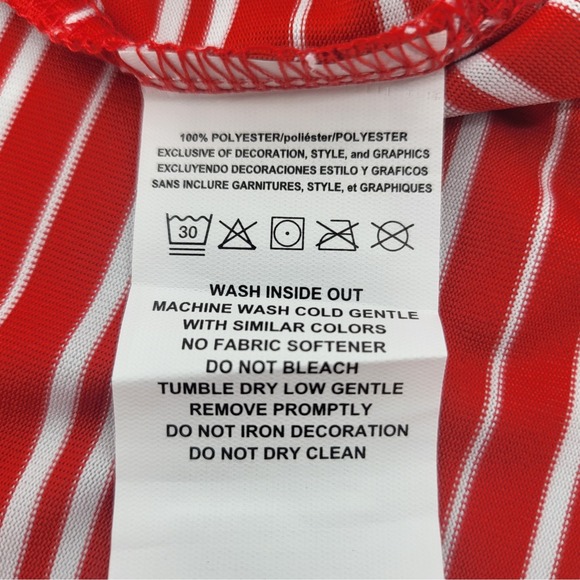 100% POLYESTER/poliéster/POLYESTER
EXCLUSIVE OF DECORATION, STYLE, and GRAPHICS
EXCLUYENDO DECORACIONES ESTILO Y GRAFICOS
SANS INCLURE GARNITURES, STYLE, et GRAPHIQUES
30
WASH INSIDE OUT
MACHINE WASH COLD GENTLE
WITH SIMILAR COLORS
NO FABRIC SOFTENER
DO NOT BLEACH
TUMBLE DRY LOW GENTLE
REMOVE PROMPTLY
DO NOT IRON DECORATION
DO NOT DRY CLEAN